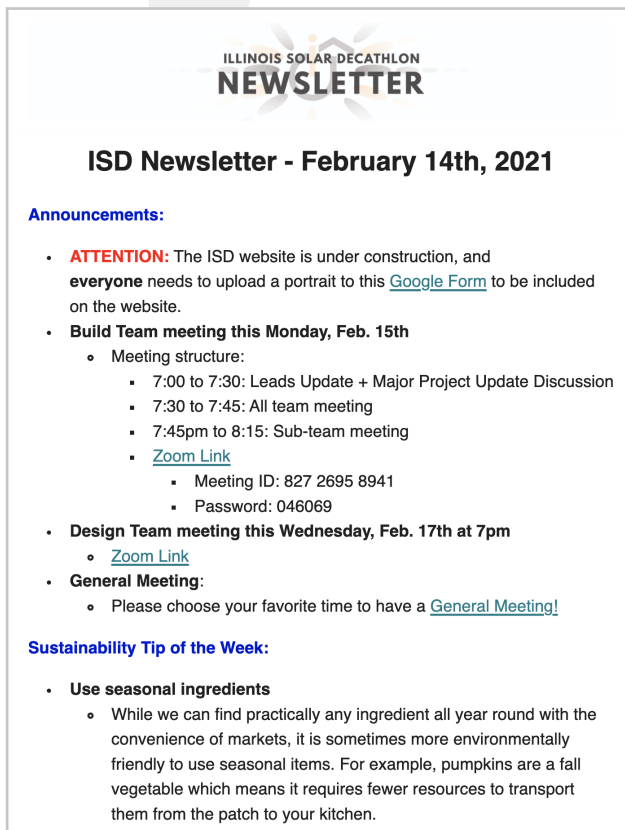 ILLINOIS SOLAR DECATHLON
NEWSLETTER
ISD Newsletter - February 14th, 2021
Announcements:
• ATTENTION: The ISD website is under construction, and
everyone needs to upload a portrait to this Google Form to be included
on the website.
• Build Team meeting this Monday, Feb. 15th
• Meeting structure:
▪ 7:00 to 7:30: Leads Update + Major Project Update Discussion
▪ 7:30 to 7:45: All team meeting
▪ 7:45pm to 8:15: Sub-team meeting
▪ Zoom Link
▪ Meeting ID: 827 2695 8941
▪ Password: 046069
• Design Team meeting this Wednesday, Feb. 17th at 7pm
• Zoom Link
• General Meeting:
• Please choose your favorite time to have a General Meeting!
Sustainability Tip of the Week:
• Use seasonal ingredients
• While we can find practically any ingredient all year round with the
convenience of markets, it is sometimes more environmentally
friendly to use seasonal items. For example, pumpkins are a fall
vegetable which means it requires fewer resources to transport
them from the patch to your kitchen.